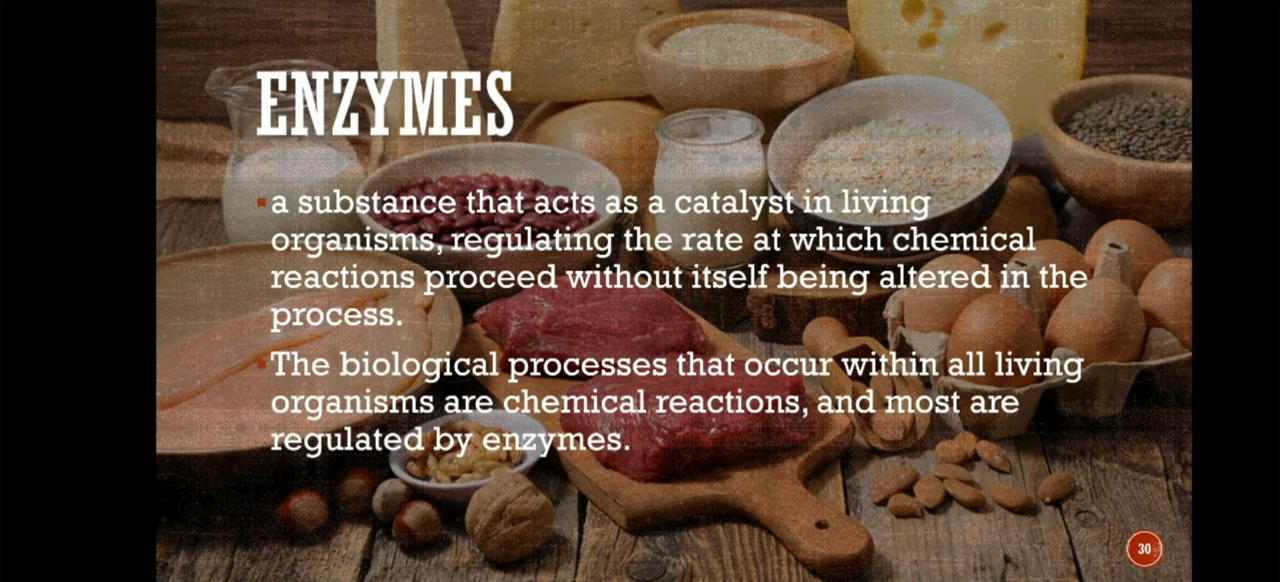 ENZYMES
▪a substance that acts as a catalyst in living
organisms, regulating the rate at which chemical
reactions proceed without itself being altered in the
process.
▪The biological processes that occur within all living
organisms are chemical reactions, and most are
regulated by enzymes.
30